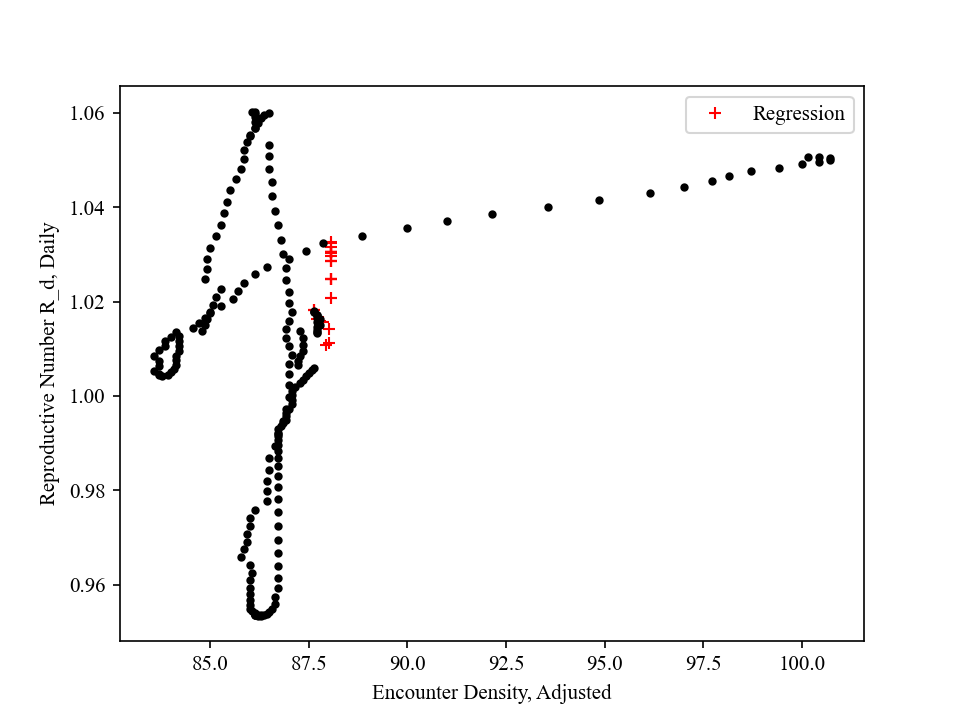 Regression
1.06
1.04
1.02
1.00
0.98
0.96
Reproductive Number R_d, Daily
85.0 87.5 90.0 92.5 95.0 97.5 100.0
Encounter Density, Adjusted